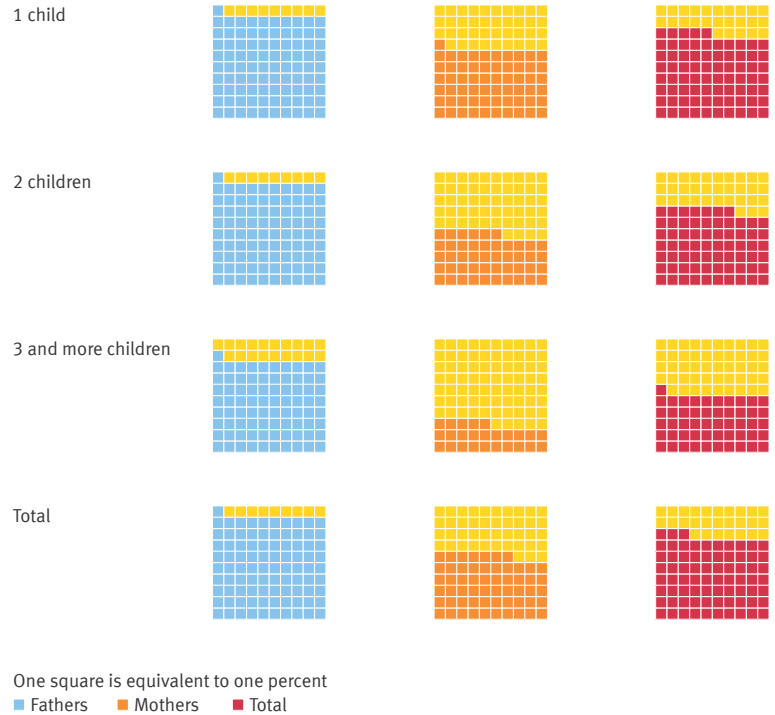 1 child
2 children
3 and more children
Total
One square is equivalent to one percent
Fathers Mothers Total